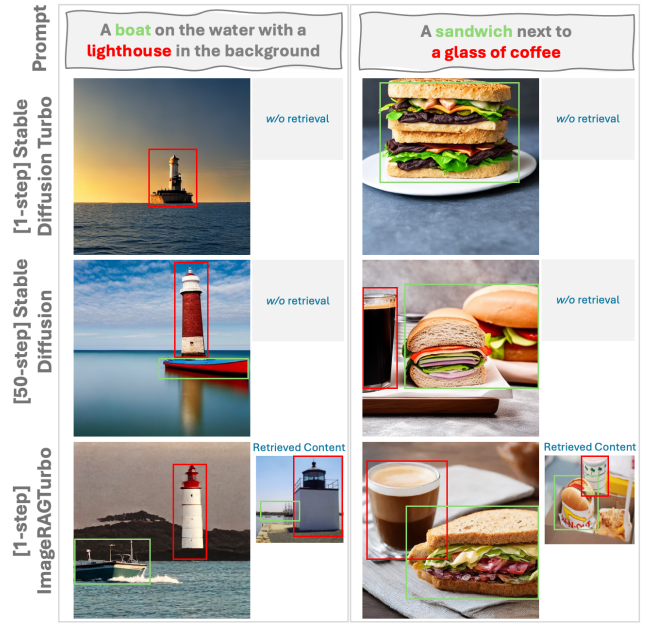 Prompt
A boat on the water with a
lighthouse in the background
A sandwich next to
a glass of coffee
[1-step] Stable
Diffusion Turbo
w/o retrieval
w/o retrieval
[50-step] Stable
Diffusion
w/o retrieval
w/o retrieval
[1-step]
ImageRAGTurbo
Retrieved Content
Retrieved Content